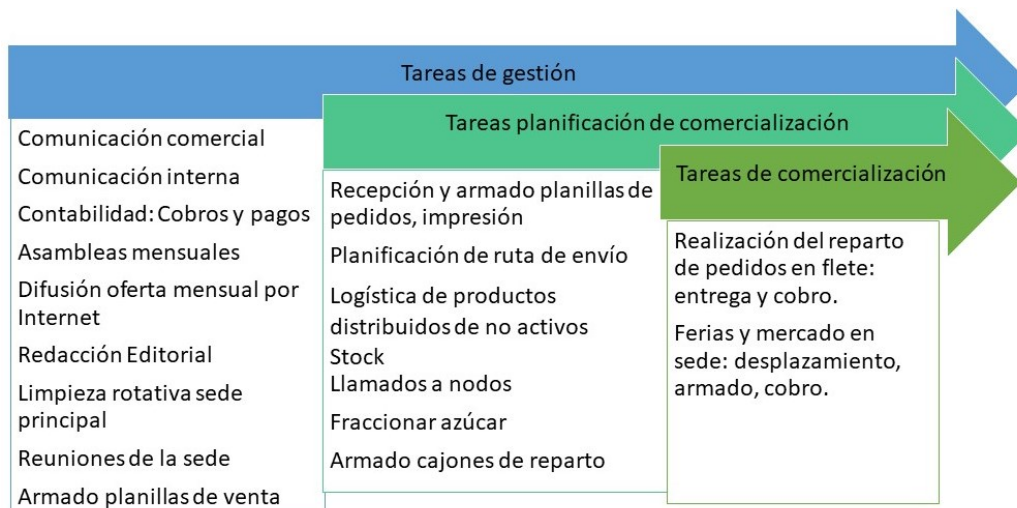 Tareas de gestión
Comunicación comercial
Comunicación interna
Contabilidad: Cobros y pagos
Asambleas mensuales
Difusión oferta mensual por
Internet
Redacción Editorial
Limpieza rotativa sede
principal
Reuniones de la sede
Armado planillas de venta
Tareas planificación de comercialización
Recepción y armado planillas de
pedidos, impresión
Planificación de ruta de envío
Logística de productos
distribuidos de no activos
Stock
Llamados a nodos
Fraccionar azúcar
Armado cajones de reparto
Tareas de comercialización
Realización del reparto
de pedidos en flete:
entrega y cobro.
Ferias y mercado en
sede: desplazamiento,
armado, cobro.